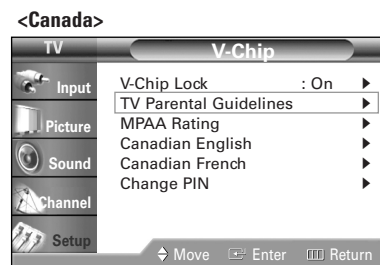 <Canada>
TV
V-Chip
Input
Picture
Sound
Channel
Setup
V-Chip Lock : On
TV Parental Guidelines
MPAA Rating
Canadian English
Canadian French
Change PIN
Move Enter Return